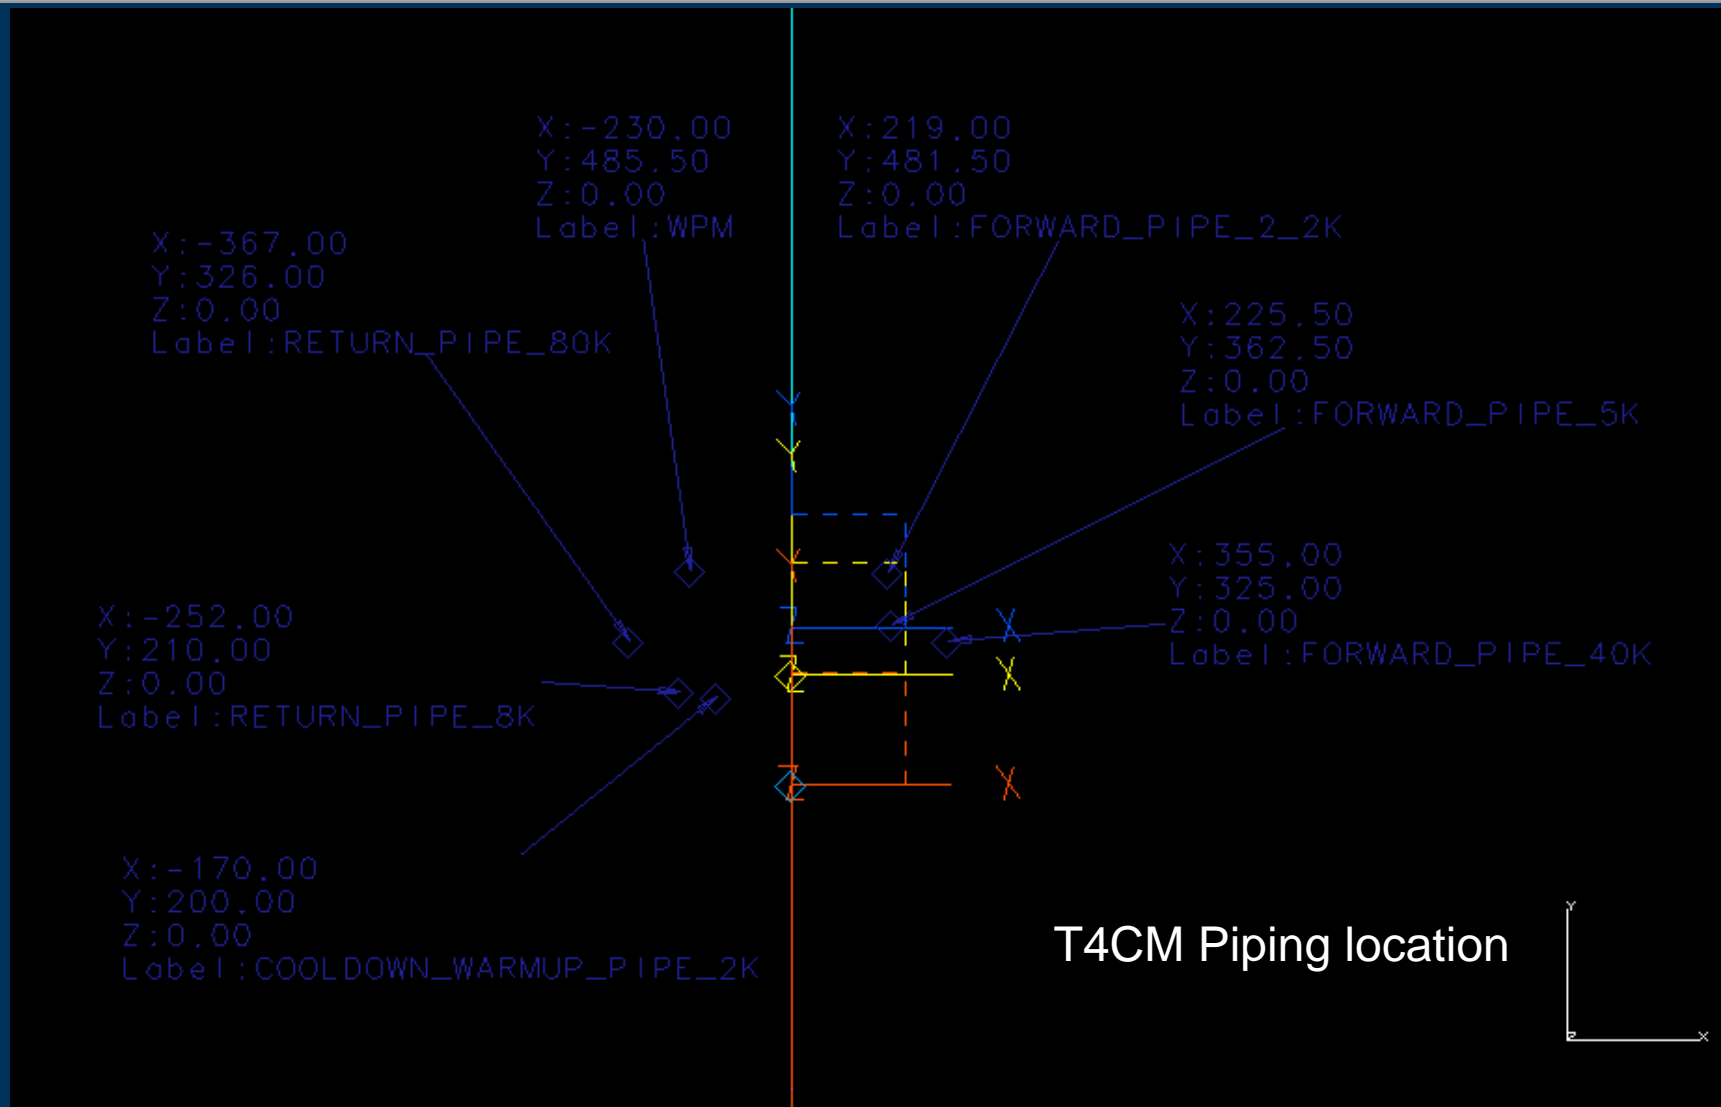 X:-230.00
Y:485.50
Z:0.00
Label:WPM
X:219.00
Y:481.50
Z:0.00
Label:FORWARD_PIPE_2_2K
X:-367.00
Y:326.00
Z:0.00
Label:RETURN_PIPE_80K
X:225.50
Y:362.50
Z:0.00
Label:FORWARD_PIPE_5K
X:355.00
Y:325.00
Z:0.00
Label:FORWARD_PIPE_40K
X:-252.00
Y:210.00
Z:0.00
Label:RETURN_PIPE_8K
X:-170.00
Y:200.00
Z:0.00
Label:COOLDOWN_WARMUP_PIPE_2K
Y
Y
Y
Z
X
Z
X
Z
X
T4CM Piping location
Y
Z
X